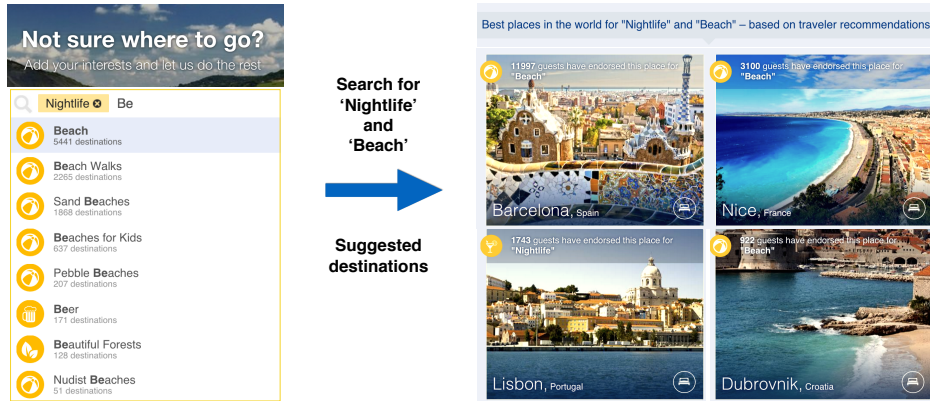 Not sure where to go?
Add your interests and let us do the rest
Nightlife Be
Beach
5441 destinations
Beach Walks
2265 destinations
Sand Beaches
1868 destinations
Beaches for Kids
637 destinations
Pebble Beaches
207 destinations
Beer
171 destinations
Beautiful Forests
128 destinations
Nudist Beaches
51 destinations
Search for
‘Nightlife’
and
‘Beach’
Suggested
destinations
Best places in the world for "Nightlife" and "Beach" – based on traveler recommendations
11997 guests have endorsed this place for
"Beach"
Barcelona, Spain
3100 guests have endorsed this place for
"Beach"
Nice, France
1743 guests have endorsed this place for
"Nightlife"
Lisbon, Portugal
922 guests have endorsed this place for
"Beach"
Dubrovnik, Croatia